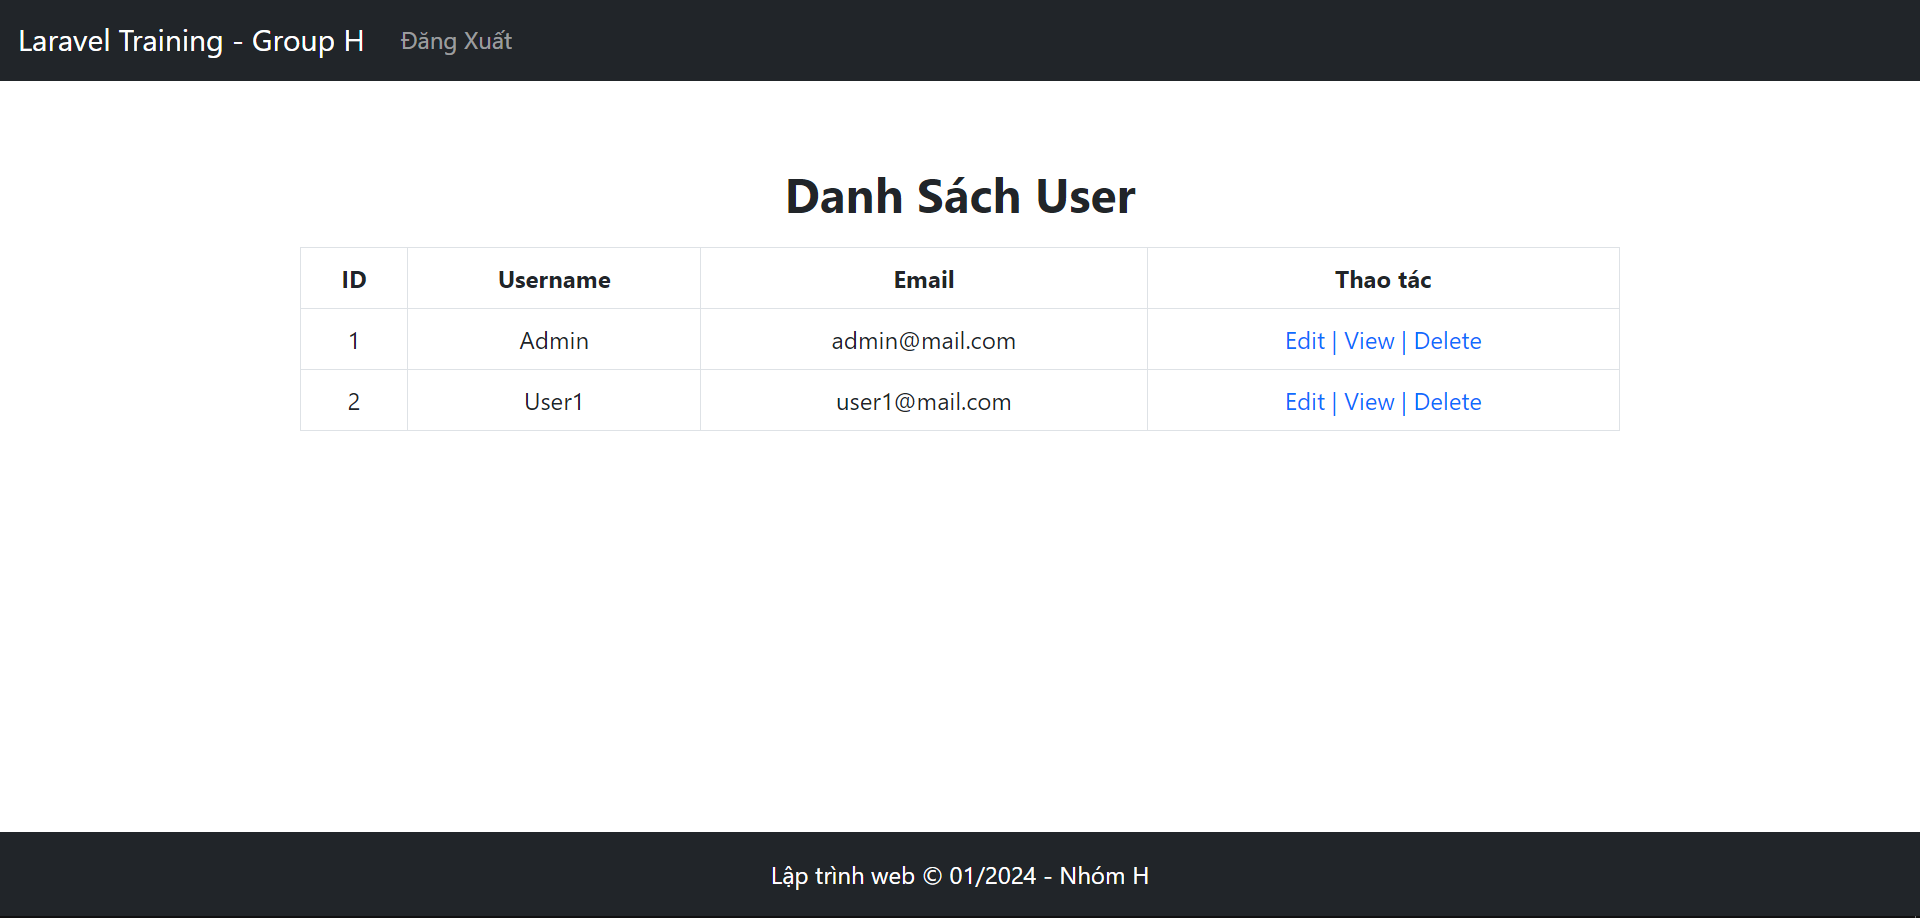 Laravel Training - Group H Đăng Xuất
Danh Sách User
ID Username Email Thao tác
1 Admin admin@mail.com Edit | View | Delete
2 User1 user1@mail.com Edit | View | Delete
Lập trình web © 01/2024 - Nhóm H